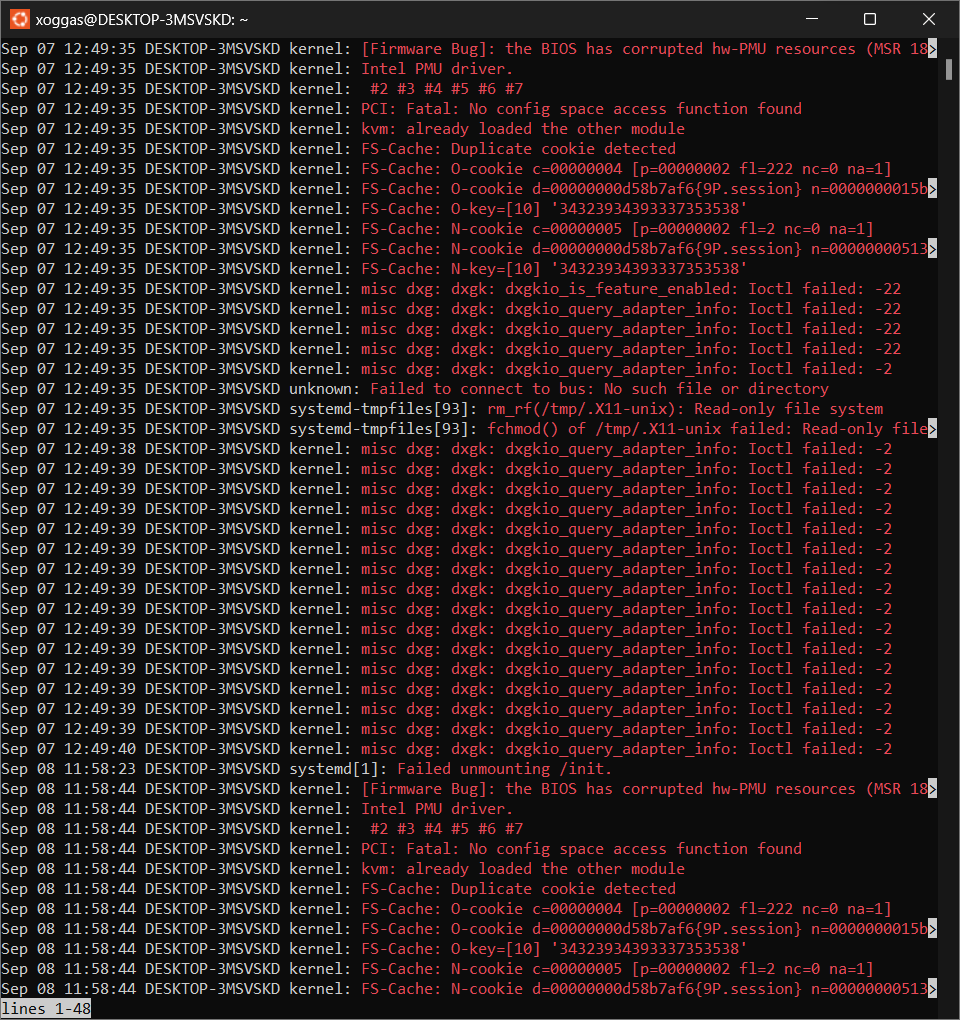 xoggas@DESKTOP-3MSVSKD: ~
Sep 07 12:49:35 DESKTOP-3MSVSKD kernel: [Firmware Bug]: the BIOS has corrupted hw-PMU resources (MSR 18>
Sep 07 12:49:35 DESKTOP-3MSVSKD kernel: Intel PMU driver.
Sep 07 12:49:35 DESKTOP-3MSVSKD kernel:  #2 #3 #4 #5 #6 #7
Sep 07 12:49:35 DESKTOP-3MSVSKD kernel: PCI: Fatal: No config space access function found
Sep 07 12:49:35 DESKTOP-3MSVSKD kernel: kvm: already loaded the other module
Sep 07 12:49:35 DESKTOP-3MSVSKD kernel: FS-Cache: Duplicate cookie detected
Sep 07 12:49:35 DESKTOP-3MSVSKD kernel: FS-Cache: O-cookie c=00000004 [p=00000002 fl=222 nc=0 na=1]
Sep 07 12:49:35 DESKTOP-3MSVSKD kernel: FS-Cache: O-cookie d=00000000d58b7af6{9P.session} n=0000000015b>
Sep 07 12:49:35 DESKTOP-3MSVSKD kernel: FS-Cache: O-key=[10] '34323934393337353538'
Sep 07 12:49:35 DESKTOP-3MSVSKD kernel: FS-Cache: N-cookie c=00000005 [p=00000002 fl=2 nc=0 na=1]
Sep 07 12:49:35 DESKTOP-3MSVSKD kernel: FS-Cache: N-cookie d=00000000d58b7af6{9P.session} n=00000000513>
Sep 07 12:49:35 DESKTOP-3MSVSKD kernel: FS-Cache: N-key=[10] '34323934393337353538'
Sep 07 12:49:35 DESKTOP-3MSVSKD kernel: misc dxg: dxgk: dxgkio_is_feature_enabled: Ioctl failed: -22
Sep 07 12:49:35 DESKTOP-3MSVSKD kernel: misc dxg: dxgk: dxgkio_query_adapter_info: Ioctl failed: -22
Sep 07 12:49:35 DESKTOP-3MSVSKD kernel: misc dxg: dxgk: dxgkio_query_adapter_info: Ioctl failed: -22
Sep 07 12:49:35 DESKTOP-3MSVSKD kernel: misc dxg: dxgk: dxgkio_query_adapter_info: Ioctl failed: -22
Sep 07 12:49:35 DESKTOP-3MSVSKD kernel: misc dxg: dxgk: dxgkio_query_adapter_info: Ioctl failed: -2
Sep 07 12:49:35 DESKTOP-3MSVSKD unknown: Failed to connect to bus: No such file or directory
Sep 07 12:49:35 DESKTOP-3MSVSKD systemd-tmpfiles[93]: rm_rf(/tmp/.X11-unix): Read-only file system
Sep 07 12:49:35 DESKTOP-3MSVSKD systemd-tmpfiles[93]: fchmod() of /tmp/.X11-unix failed: Read-only file>
Sep 07 12:49:38 DESKTOP-3MSVSKD kernel: misc dxg: dxgk: dxgkio_query_adapter_info: Ioctl failed: -2
Sep 07 12:49:39 DESKTOP-3MSVSKD kernel: misc dxg: dxgk: dxgkio_query_adapter_info: Ioctl failed: -2
Sep 07 12:49:39 DESKTOP-3MSVSKD kernel: misc dxg: dxgk: dxgkio_query_adapter_info: Ioctl failed: -2
Sep 07 12:49:39 DESKTOP-3MSVSKD kernel: misc dxg: dxgk: dxgkio_query_adapter_info: Ioctl failed: -2
Sep 07 12:49:39 DESKTOP-3MSVSKD kernel: misc dxg: dxgk: dxgkio_query_adapter_info: Ioctl failed: -2
Sep 07 12:49:39 DESKTOP-3MSVSKD kernel: misc dxg: dxgk: dxgkio_query_adapter_info: Ioctl failed: -2
Sep 07 12:49:39 DESKTOP-3MSVSKD kernel: misc dxg: dxgk: dxgkio_query_adapter_info: Ioctl failed: -2
Sep 07 12:49:39 DESKTOP-3MSVSKD kernel: misc dxg: dxgk: dxgkio_query_adapter_info: Ioctl failed: -2
Sep 07 12:49:39 DESKTOP-3MSVSKD kernel: misc dxg: dxgk: dxgkio_query_adapter_info: Ioctl failed: -2
Sep 07 12:49:39 DESKTOP-3MSVSKD kernel: misc dxg: dxgk: dxgkio_query_adapter_info: Ioctl failed: -2
Sep 07 12:49:39 DESKTOP-3MSVSKD kernel: misc dxg: dxgk: dxgkio_query_adapter_info: Ioctl failed: -2
Sep 07 12:49:39 DESKTOP-3MSVSKD kernel: misc dxg: dxgk: dxgkio_query_adapter_info: Ioctl failed: -2
Sep 07 12:49:39 DESKTOP-3MSVSKD kernel: misc dxg: dxgk: dxgkio_query_adapter_info: Ioctl failed: -2
Sep 07 12:49:39 DESKTOP-3MSVSKD kernel: misc dxg: dxgk: dxgkio_query_adapter_info: Ioctl failed: -2
Sep 07 12:49:39 DESKTOP-3MSVSKD kernel: misc dxg: dxgk: dxgkio_query_adapter_info: Ioctl failed: -2
Sep 07 12:49:40 DESKTOP-3MSVSKD kernel: misc dxg: dxgk: dxgkio_query_adapter_info: Ioctl failed: -2
Sep 08 11:58:23 DESKTOP-3MSVSKD systemd[1]: Failed unmounting /init.
Sep 08 11:58:44 DESKTOP-3MSVSKD kernel: [Firmware Bug]: the BIOS has corrupted hw-PMU resources (MSR 18>
Sep 08 11:58:44 DESKTOP-3MSVSKD kernel: Intel PMU driver.
Sep 08 11:58:44 DESKTOP-3MSVSKD kernel:  #2 #3 #4 #5 #6 #7
Sep 08 11:58:44 DESKTOP-3MSVSKD kernel: PCI: Fatal: No config space access function found
Sep 08 11:58:44 DESKTOP-3MSVSKD kernel: kvm: already loaded the other module
Sep 08 11:58:44 DESKTOP-3MSVSKD kernel: FS-Cache: Duplicate cookie detected
Sep 08 11:58:44 DESKTOP-3MSVSKD kernel: FS-Cache: O-cookie c=00000004 [p=00000002 fl=222 nc=0 na=1]
Sep 08 11:58:44 DESKTOP-3MSVSKD kernel: FS-Cache: O-cookie d=00000000d58b7af6{9P.session} n=0000000015b>
Sep 08 11:58:44 DESKTOP-3MSVSKD kernel: FS-Cache: O-key=[10] '34323934393337353538'
Sep 08 11:58:44 DESKTOP-3MSVSKD kernel: FS-Cache: N-cookie c=00000005 [p=00000002 fl=2 nc=0 na=1]
Sep 08 11:58:44 DESKTOP-3MSVSKD kernel: FS-Cache: N-cookie d=00000000d58b7af6{9P.session} n=00000000513>
lines 1-48